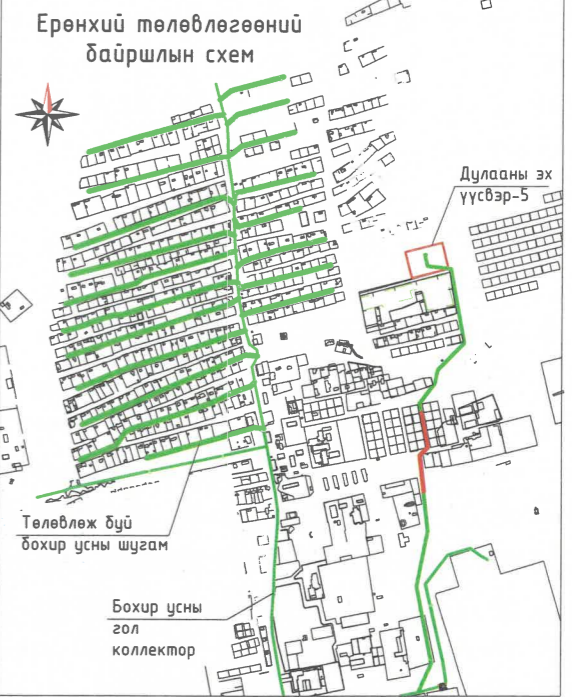 Ерөнхий төлөвлөгөөний
байршлын схем
Дулааны эх
үүсвэр-5
Төлөвлөж буй
бохир усны шугам
Бохир усны
гол
коллектор